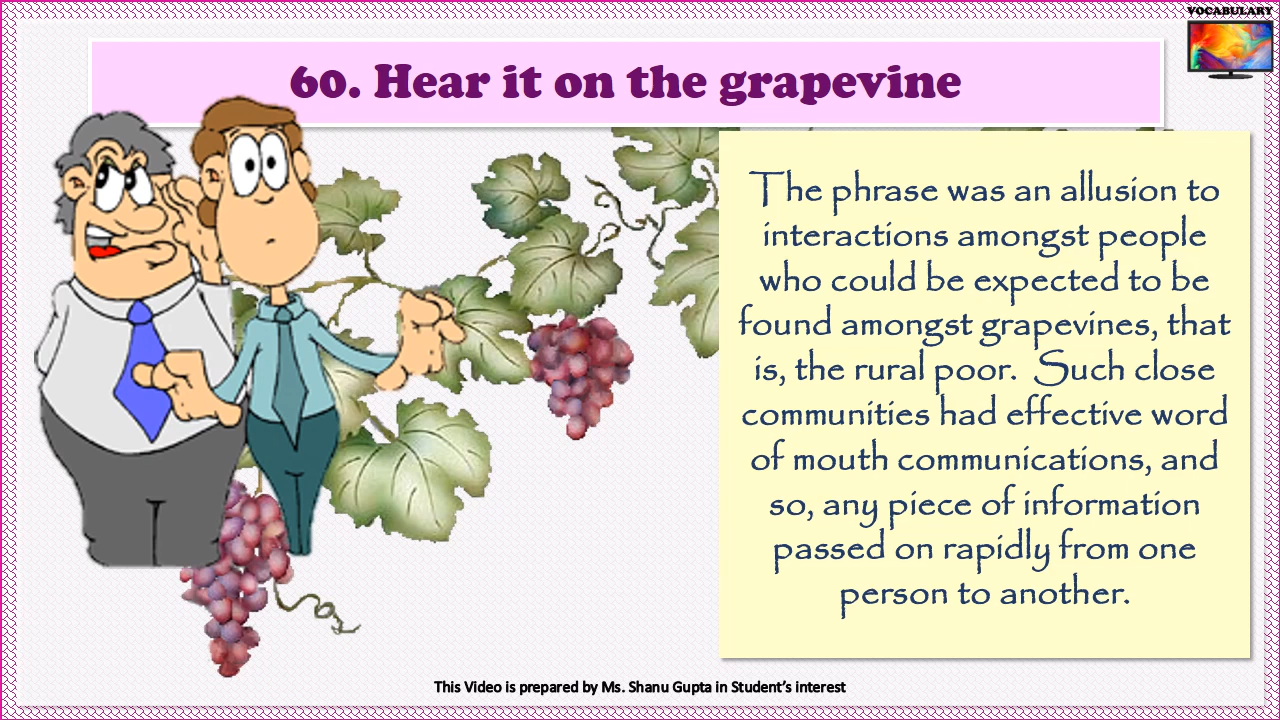 VOCABULARY
60. Hear it on the grapevine
The phrase was an allusion to
interactions amongst people
who could be expected to be
found amongst grapevines, that
is, the rural poor. Such close
communities had effective word
of mouth communications, and
so, any piece of information
passed on rapidly from one
person to another.
This Video is prepared by Ms. Shanu Gupta in Student's interest